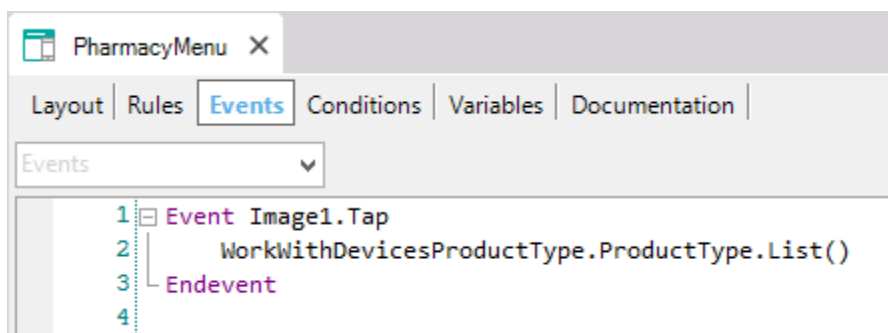 PharmacyMenu
Layout Rules Events Conditions Variables Documentation
Events
1 Event Image1.Tap
2 WorkWithDevicesProductType.ProductType.List()
3 Endevent
4